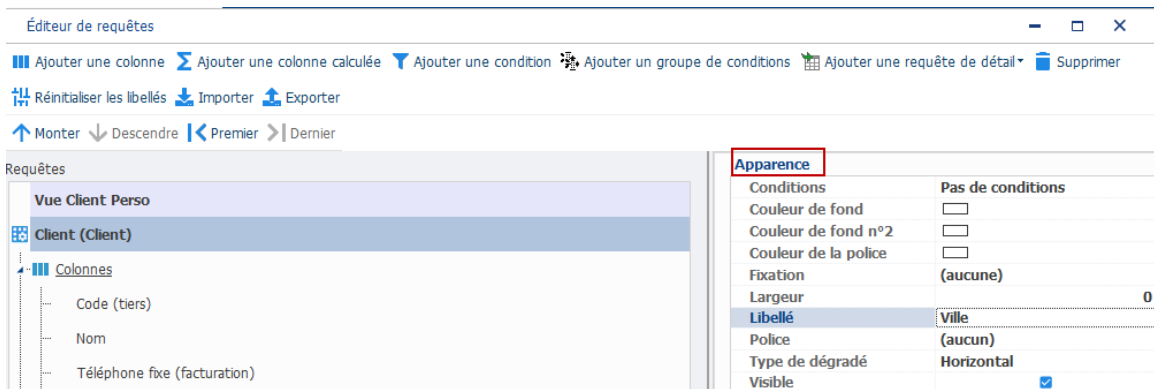 Éditeur de requêtes
Ajouter une colonne Ajouter une colonne calculée Ajouter une condition Ajouter un groupe de conditions Ajouter une requête de détail Supprimer
Réinitialiser les libellés Importer Exporter
Monter Descendre Premier Dernier
Requêtes
Vue Client Perso
Client (Client)
Colonnes
Code (tiers)
Nom
Téléphone fixe (facturation)
Apparence
Conditions Pas de conditions
Couleur de fond
Couleur de fond n°2
Couleur de la police
Fixation (aucune)
Largeur 0
Libellé Ville
Police (aucun)
Type de dégradé Horizontal
Visible